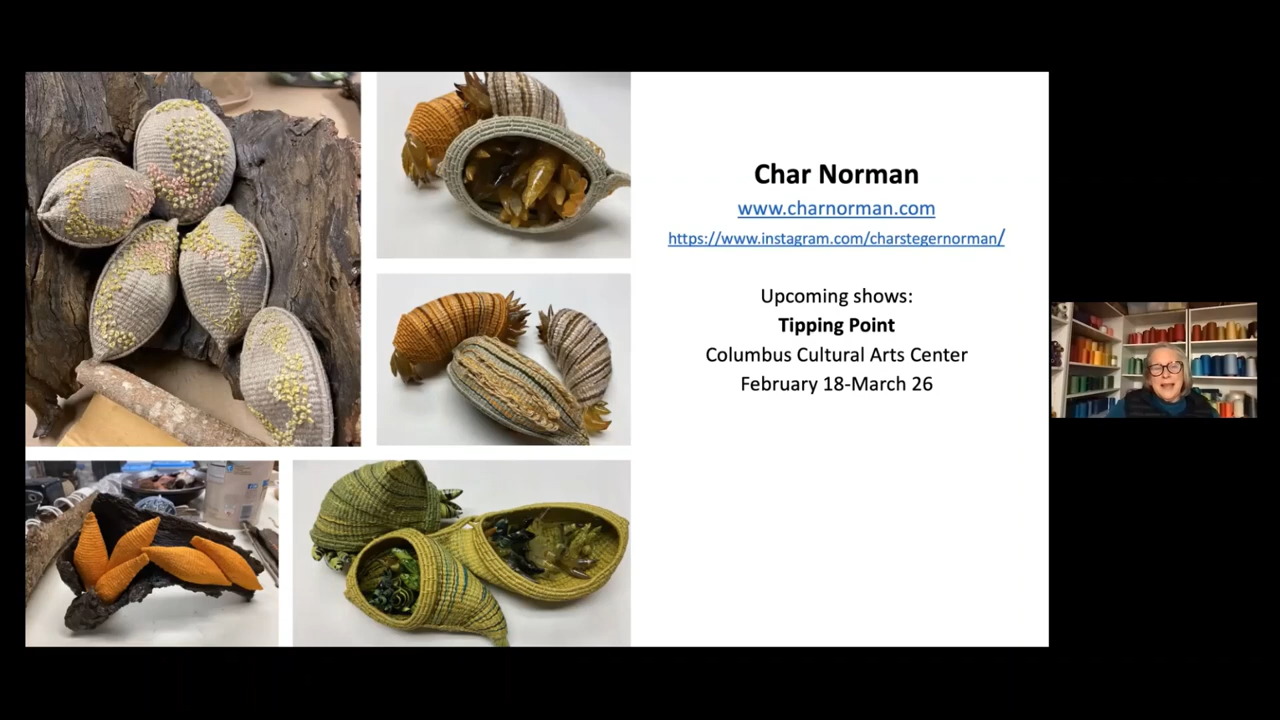 Char Norman
www.charnorman.com
https://www.instagram.com/charstegernorman/
Upcoming shows:
Tipping Point
Columbus Cultural Arts Center
February 18-March 26